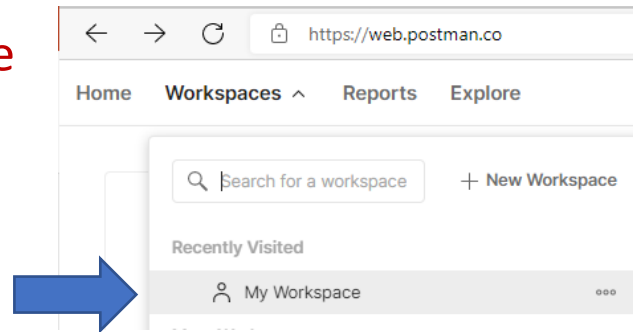 e
https://web.postman.co
Home Workspaces Reports Explore
Search for a workspace + New Workspace
Recently Visited
My Workspace